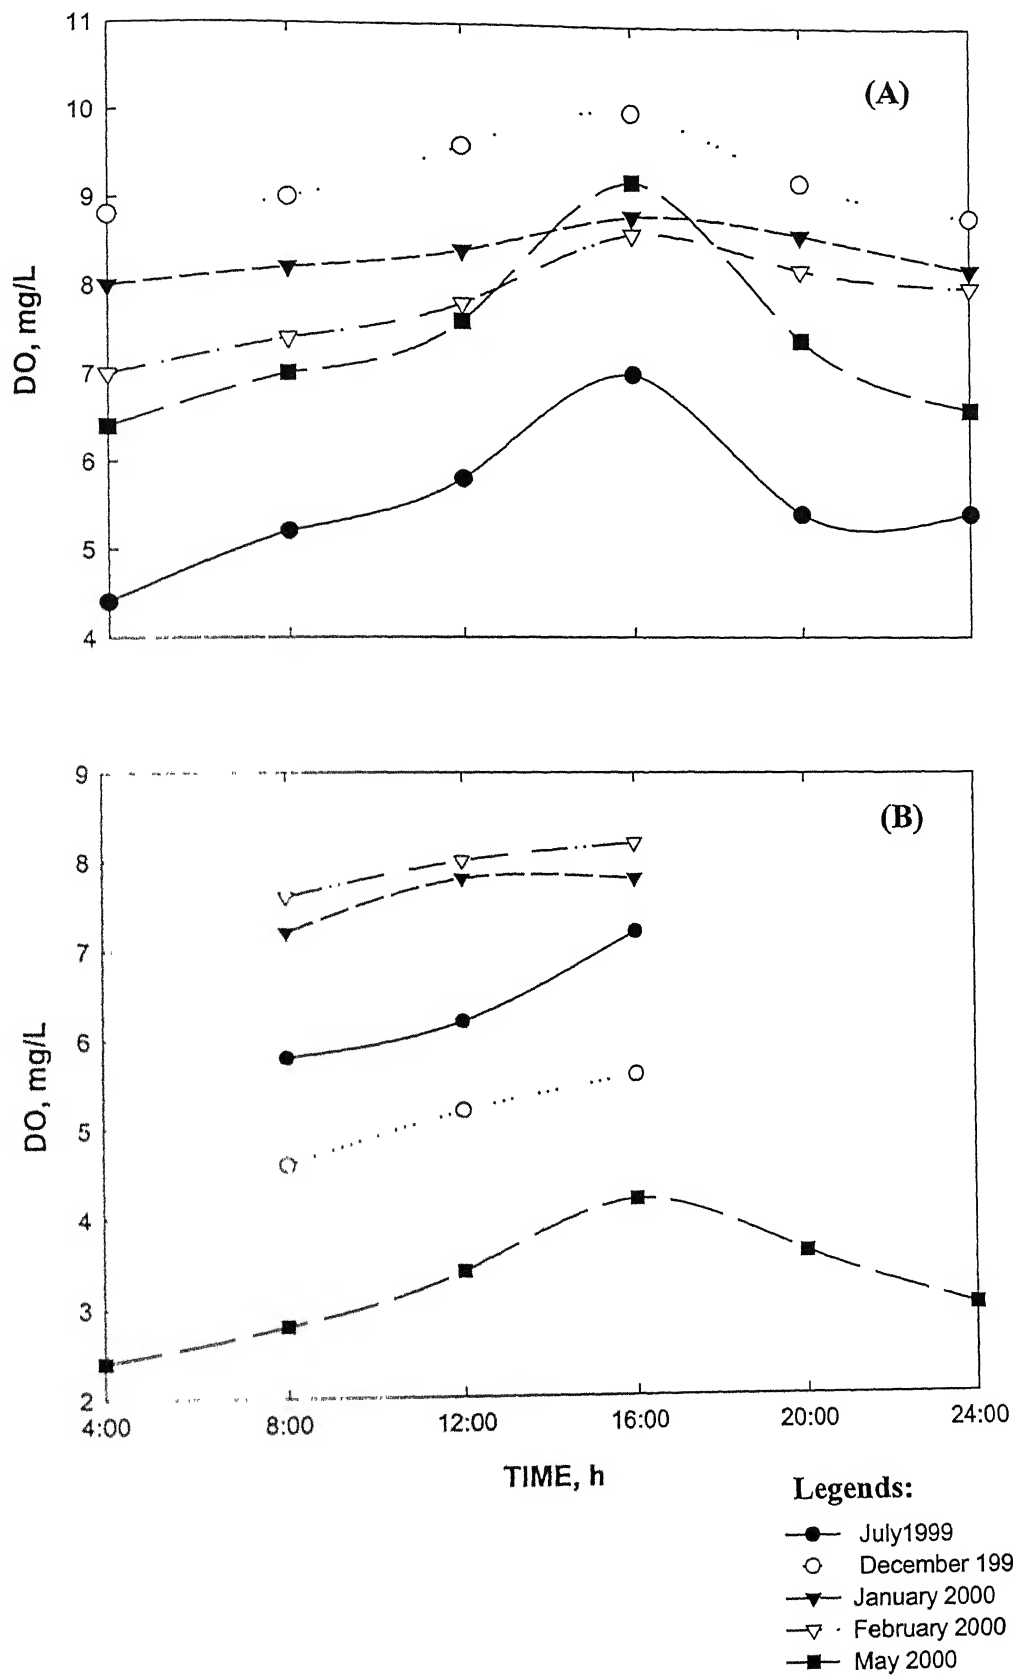 11
(A)
10
9
8
7
6
5
4
DO, mg/L
9
(B)
8
7
6
5
4
3
2
DO, mg/L
4:00 8:00 12:00 16:00 20:00 24:00
TIME, h
Legends:
July1999
December 199
January 2000
February 2000
May 2000